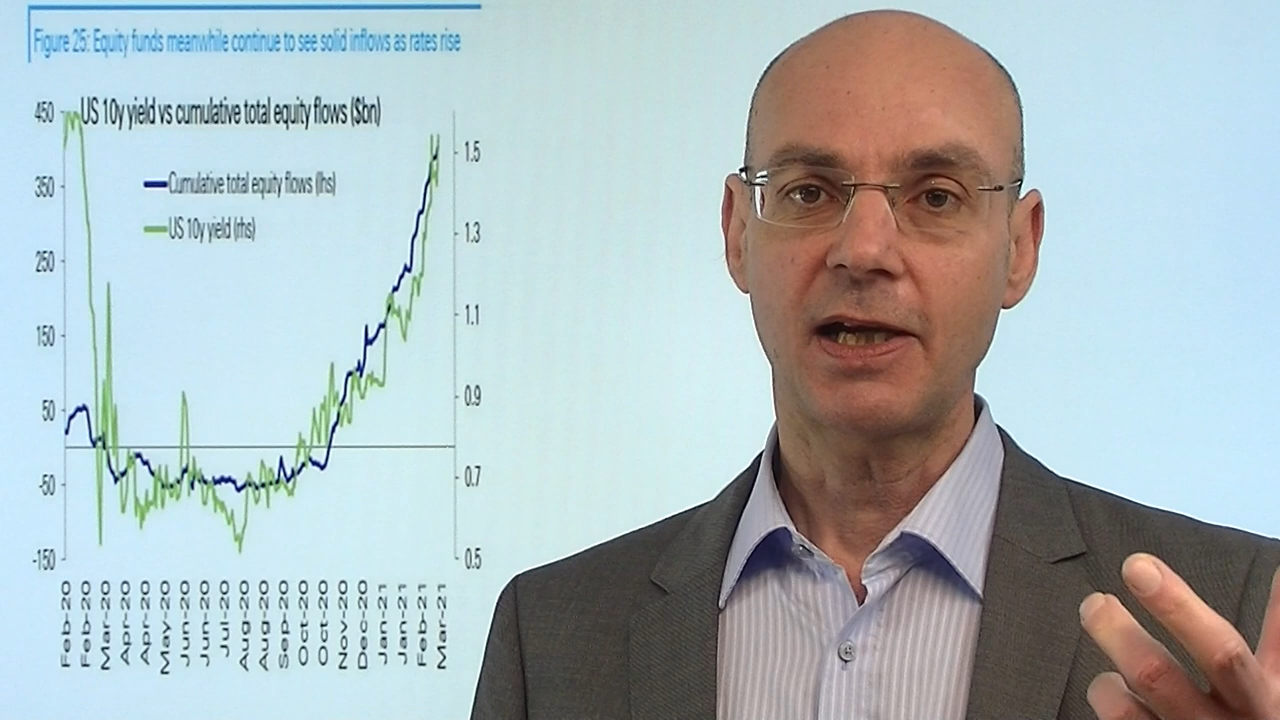 Figure 25: Equity funds meanwhile continue to see solid inflows as rates rise
US 10y yield vs cumulative total equity flows ($bn)
Cumulative total equity flows (lhs)
US 10y yield (rhs)
450
350
250
150
50
-50
-150
1.5
1.3
1.1
0.9
0.7
0.5
Feb-20
Feb-20
Mar-20
Apr-20
Apr-20
May-20
Jun-20
Jun-20
Jul-20
Aug-20
Aug-20
Sep-20
Oct-20
Oct-20
Nov-20
Dec-20
Jan-21
Jan-21
Feb-21
Mar-21